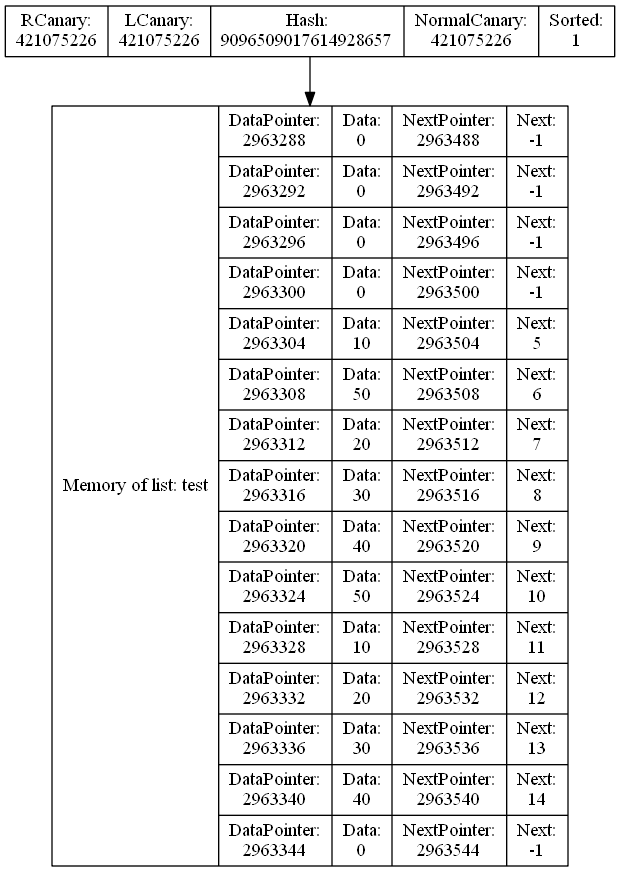 RCanary:
421075226
LCanary:
421075226
Hash:
9096509017614928657
NormalCanary:
421075226
Sorted:
1
Memory of list: test
DataPointer:
2963288
Data:
0
NextPointer:
2963488
Next:
-1
DataPointer:
2963292
Data:
0
NextPointer:
2963492
Next:
-1
DataPointer:
2963296
Data:
0
NextPointer:
2963496
Next:
-1
DataPointer:
2963300
Data:
0
NextPointer:
2963500
Next:
-1
DataPointer:
2963304
Data:
10
NextPointer:
2963504
Next:
5
DataPointer:
2963308
Data:
50
NextPointer:
2963508
Next:
6
DataPointer:
2963312
Data:
20
NextPointer:
2963512
Next:
7
DataPointer:
2963316
Data:
30
NextPointer:
2963516
Next:
8
DataPointer:
2963320
Data:
40
NextPointer:
2963520
Next:
9
DataPointer:
2963324
Data:
50
NextPointer:
2963524
Next:
10
DataPointer:
2963328
Data:
10
NextPointer:
2963528
Next:
11
DataPointer:
2963332
Data:
20
NextPointer:
2963532
Next:
12
DataPointer:
2963336
Data:
30
NextPointer:
2963536
Next:
13
DataPointer:
2963340
Data:
40
NextPointer:
2963540
Next:
14
DataPointer:
2963344
Data:
0
NextPointer:
2963544
Next:
-1